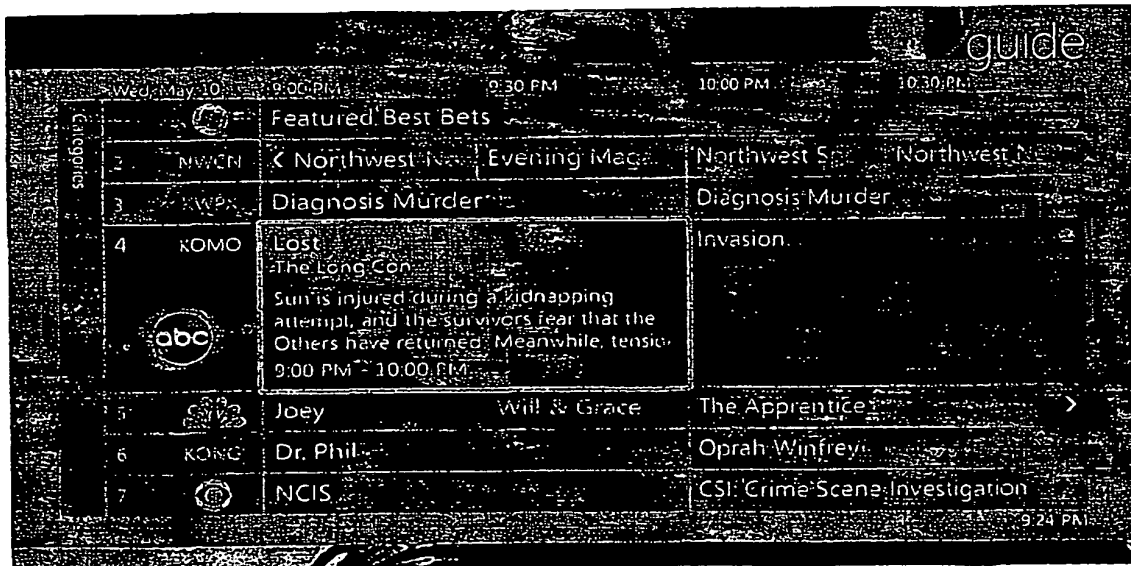 guide
Wed, May 10 9:00 PM 9:30 PM 10:00 PM 10:30 PM
Categories
Featured Best Bets
2 NWCN Northwest Evening Maga Northwest Northwest
3 KWPX Diagnosis Murder Diagnosis Murder
4 KOMO Lost Invasion
The Long Con
Sun is injured during a kidnapping
attempt, and the survivors fear that the
Others have returned. Meanwhile, tensio
abc
9:00 PM - 10:00 PM
5 Joey Will & Grace The Apprentice >
6 KONG Dr. Phil Oprah Winfrey
7 NCIS CSI: Crime Scene Investigation
9:24 PM